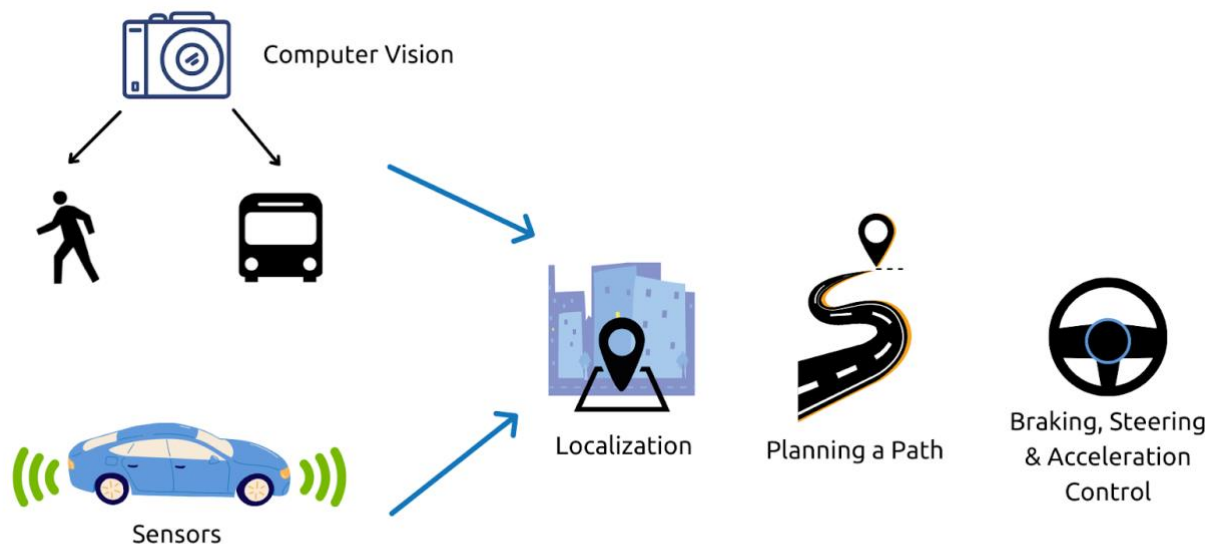 Computer Vision
Sensors
Localization
Planning a Path
Braking, Steering
& Acceleration
Control